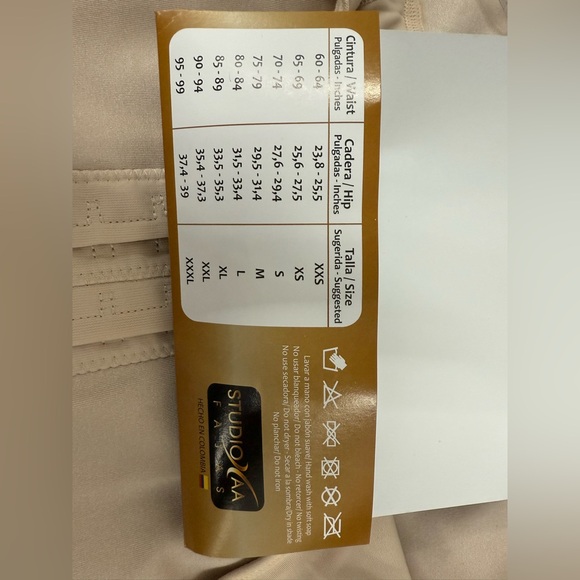 Cintura / Waist
Pulgadas - Inches
Cadera / Hip
Pulgadas - Inches
Talla / Size
Sugerida - Suggested
60 - 64 23,8 - 25,5 XXS
65 - 69 25,6 - 27,5 XS
70 - 74 27,6 - 29,4 S
75 - 79 29,5 - 31,4 M
80 - 84 31,5 - 33,4 L
85 - 89 33,5 - 35,3 XL
90 - 94 35,4 - 37,3 XXL
95 - 99 37,4 - 39 XXXL
Lavar a mano con jabón suave/ Hand wash with soft soap
No usar blanqueador/ Do not bleach - No retorcer/ No twisting
No use secadora/ Do not dryer - Secar a la sombra/Dry in shade
No planchar/ Do not iron
STUDIO AA
FAJAS
HECHO EN COLOMBIA